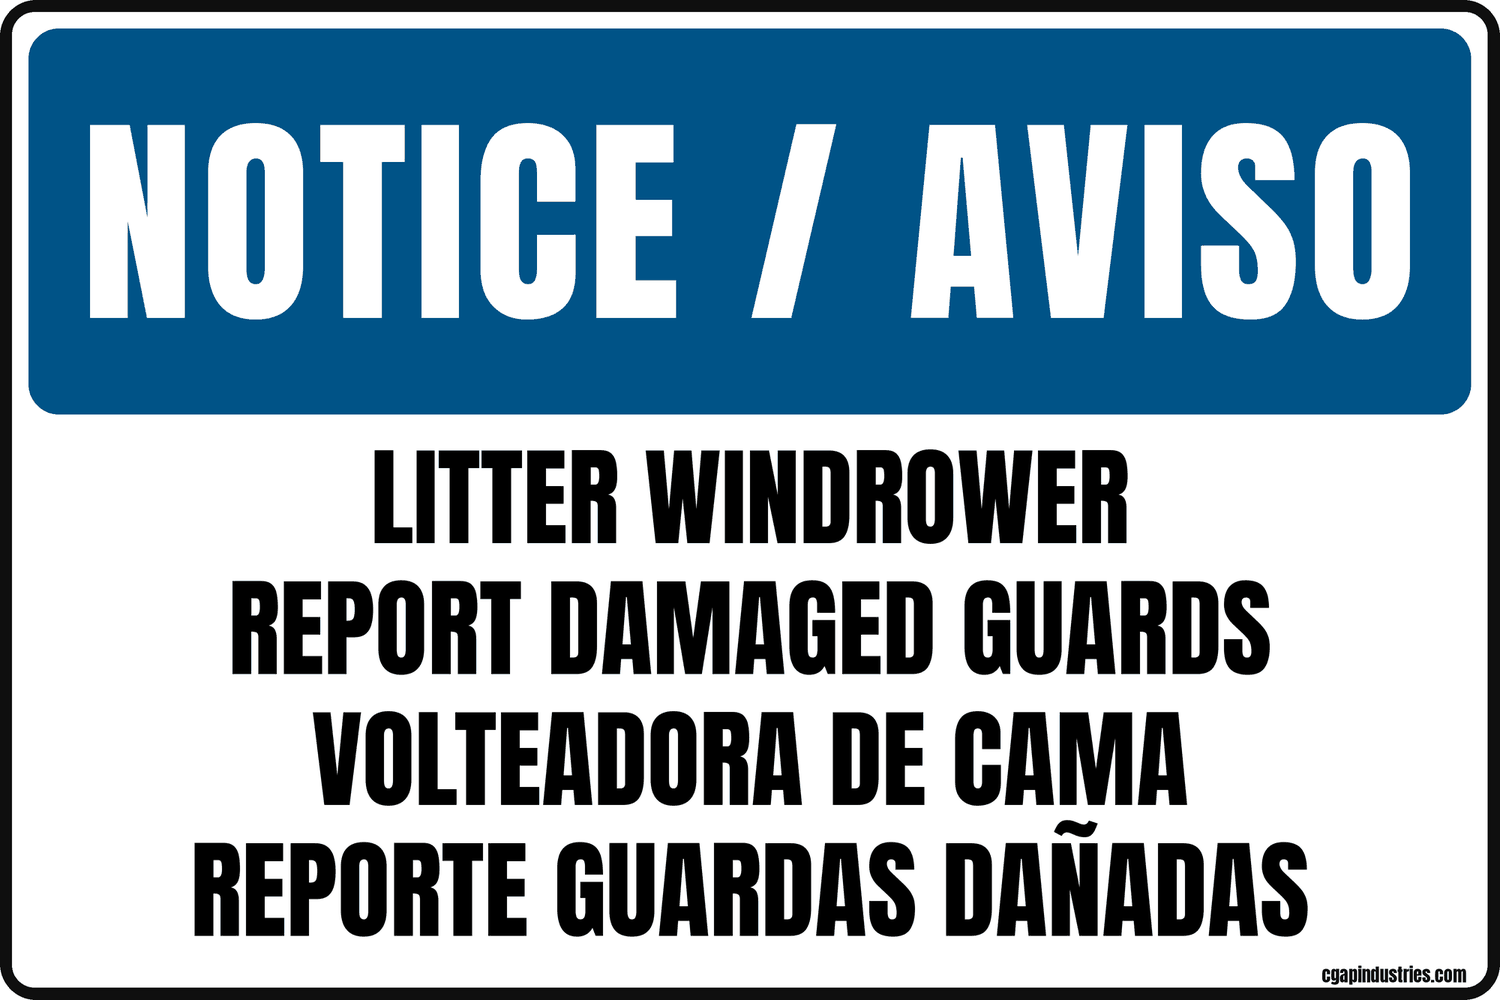 NOTICE / AVISO
LITTER WINDROWER
REPORT DAMAGED GUARDS
VOLTEADORA DE CAMA
REPORTE GUARDAS DAÑADAS
cgapindustries.com